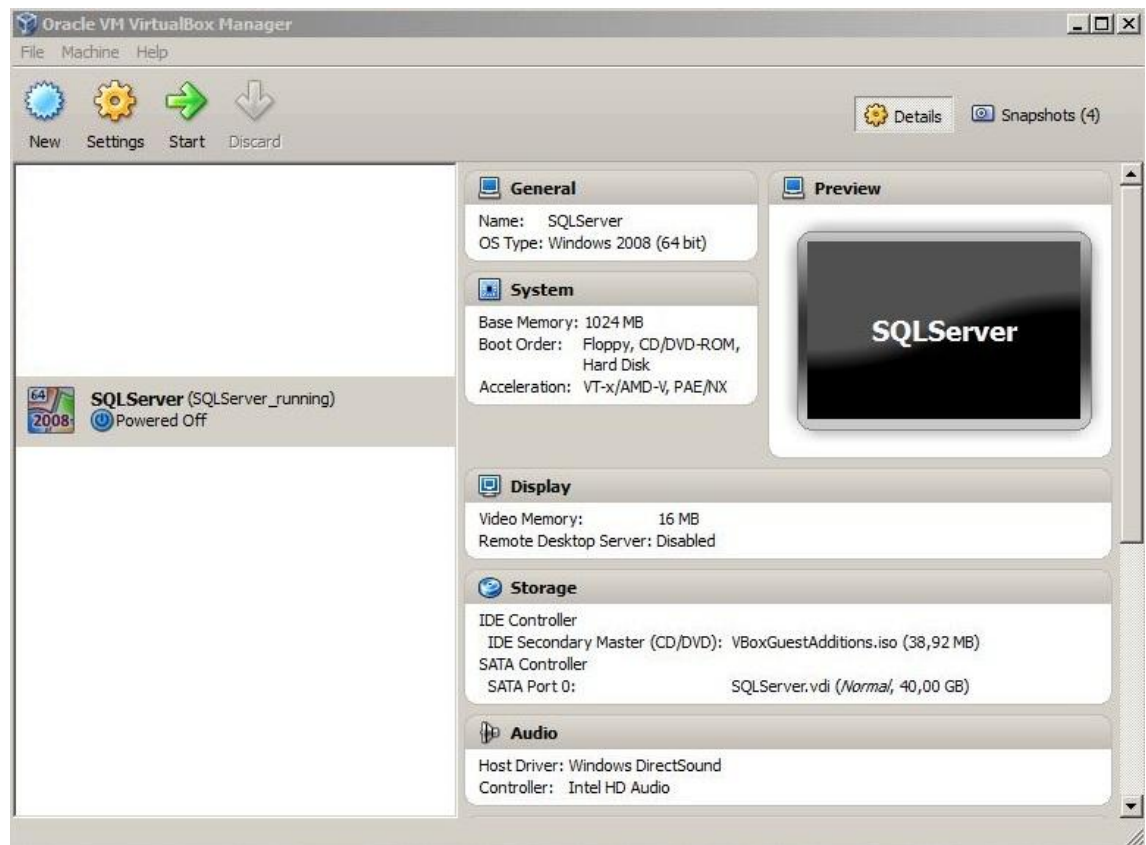 Oracle VM VirtualBox Manager
File Machine Help
New Settings Start Discard
Details Snapshots (4)
General
Name: SQLServer
OS Type: Windows 2008 (64 bit)
System
Base Memory: 1024 MB
Boot Order: Floppy, CD/DVD-ROM,
Hard Disk
Acceleration: VT-x/AMD-V, PAE/NX
Preview
SQLServer
64
2008
SQLServer (SQLServer_running)
Powered Off
Display
Video Memory: 16 MB
Remote Desktop Server: Disabled
Storage
IDE Controller
IDE Secondary Master (CD/DVD): VBoxGuestAdditions.iso (38,92 MB)
SATA Controller
SATA Port 0: SQLServer.vdi (Normal, 40,00 GB)
Audio
Host Driver: Windows DirectSound
Controller: Intel HD Audio